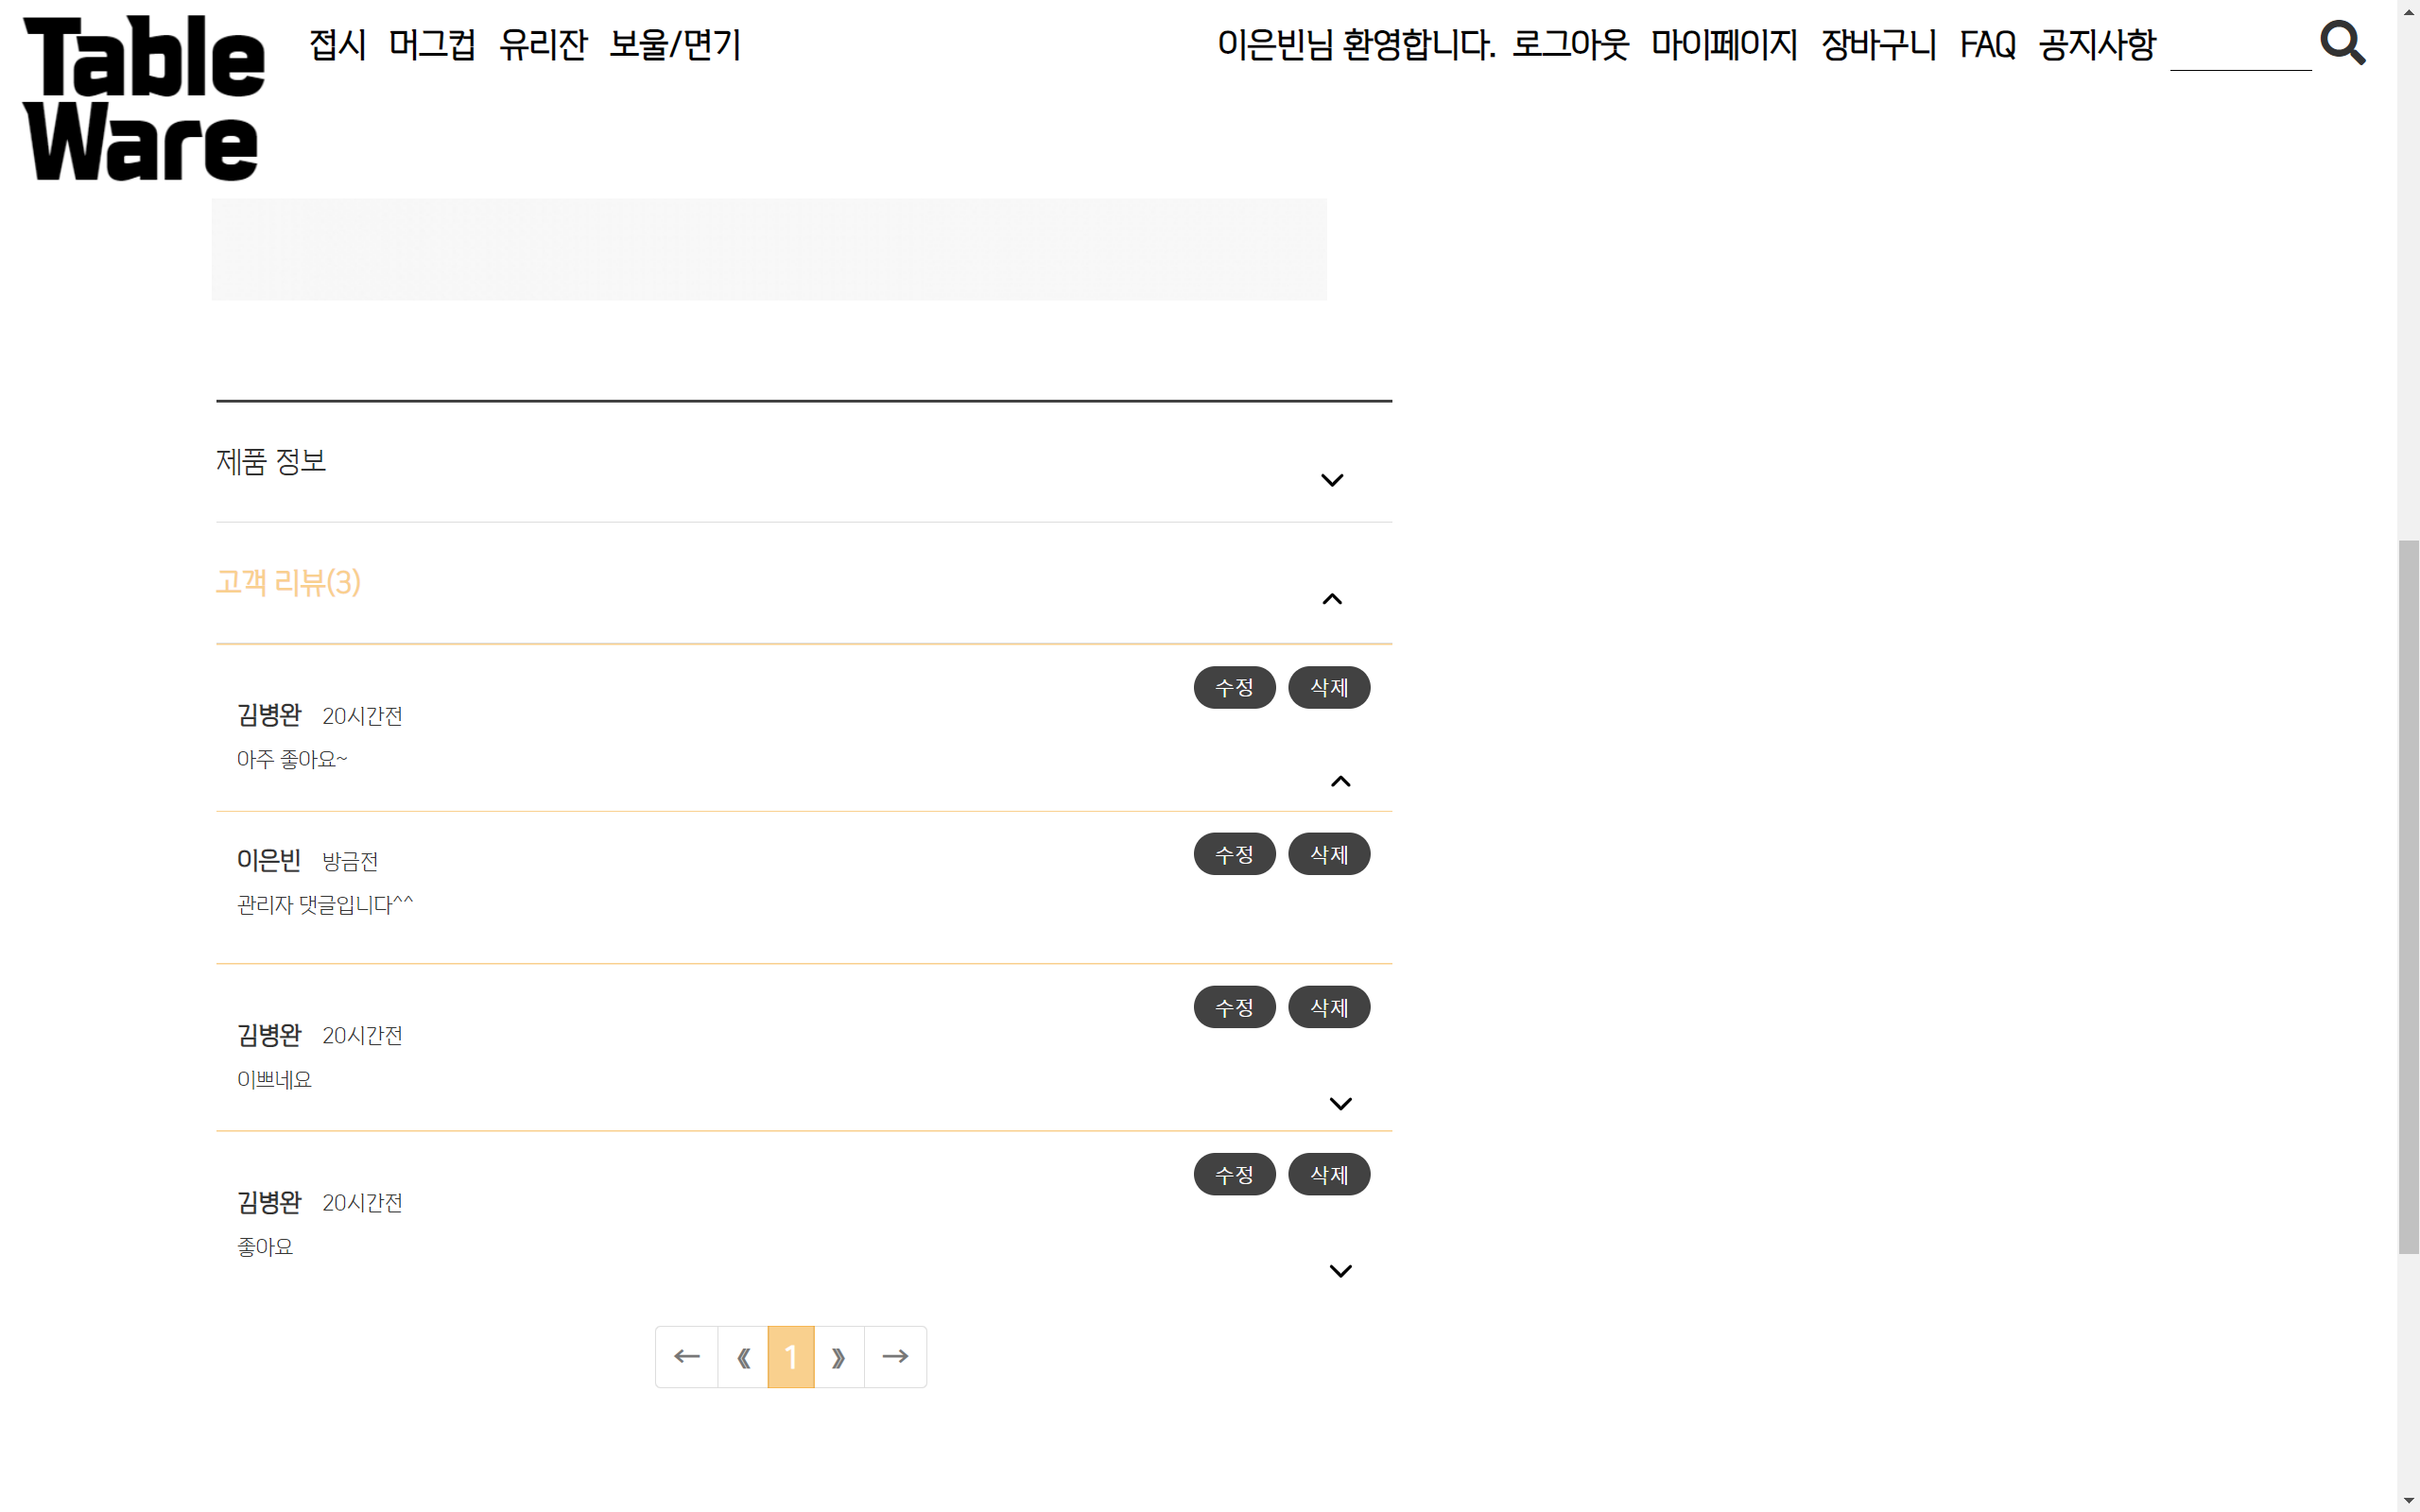 Table
Ware
접시 머그컵 유리잔 보울/면기
이은빈님 환영합니다. 로그아웃 마이페이지 장바구니 FAQ 공지사항
제품 정보
고객 리뷰(3)
수정 삭제
김병완 20시간전
아주 좋아요~
수정 삭제
이은빈 방금전
관리자 댓글입니다^^
수정 삭제
김병완 20시간전
이쁘네요
수정 삭제
김병완 20시간전
좋아요
← 《 1 》 →